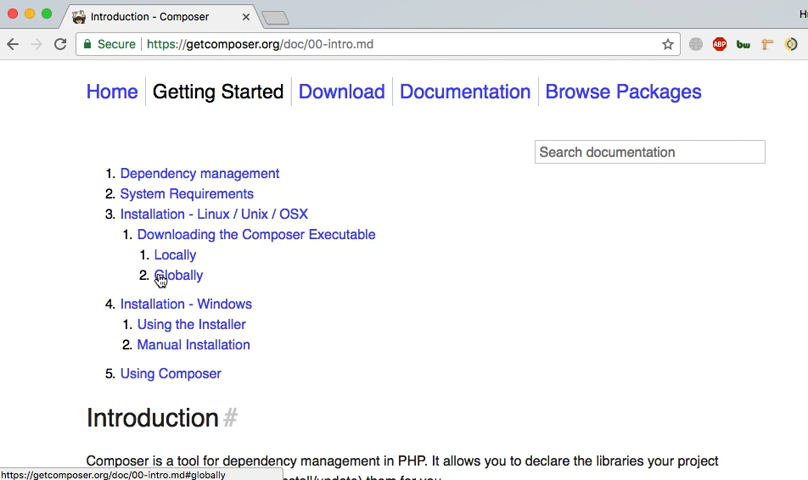 Introduction - Composer
Secure https://getcomposer.org/doc/00-intro.md
ABP bw
Home Getting Started Download Documentation Browse Packages
Search documentation
1. Dependency management
2. System Requirements
3. Installation - Linux / Unix / OSX
1. Downloading the Composer Executable
1. Locally
2. Globally
4. Installation - Windows
1. Using the Installer
2. Manual Installation
5. Using Composer
Introduction #
Composer is a tool for dependency management in PHP. It allows you to declare the libraries your project
https://getcomposer.org/doc/00-intro.md#globally